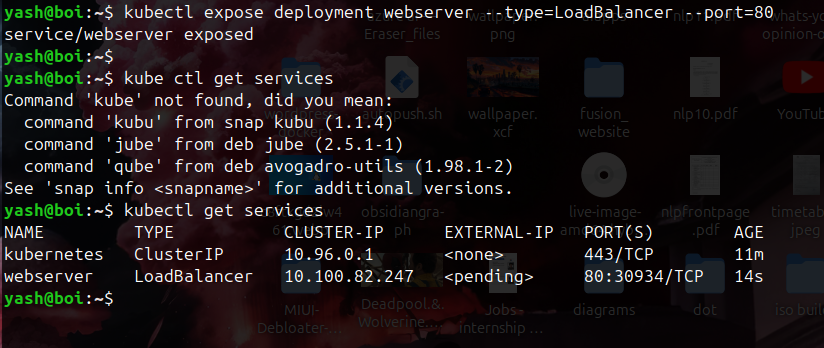 yash@boi:~$ kubectl expose deployment webserver --type=LoadBalancer --port=80
service/webserver exposed
yash@boi:~$
yash@boi:~$ kube ctl get services
Command 'kube' not found, did you mean:
  command 'kubu' from snap kubu (1.1.4)
  command 'jube' from deb jube (2.5.1-1)
  command 'qube' from deb avogadro-utils (1.98.1-2)
See 'snap info <snapname>' for additional versions.
yash@boi:~$ kubectl get services
NAME         TYPE           CLUSTER-IP      EXTERNAL-IP   PORT(S)        AGE
kubernetes   ClusterIP      10.96.0.1       <none>        443/TCP        11m
webserver    LoadBalancer   10.100.82.247   <pending>     80:30934/TCP   14s
yash@boi:~$
Eraser_files
png
opinion-o
push.sh
wallpaper.
xcf
fusion_
website
nlp10.pdf
YouTu
obsidiangra-
ph
live-image-
nlpfrontpage
.pdf
timetab
jpeg
MIUI-
Debloater-...
Deadpool.&.
Wolverine....
Jobs -
internship ...
diagrams
dot
iso buil